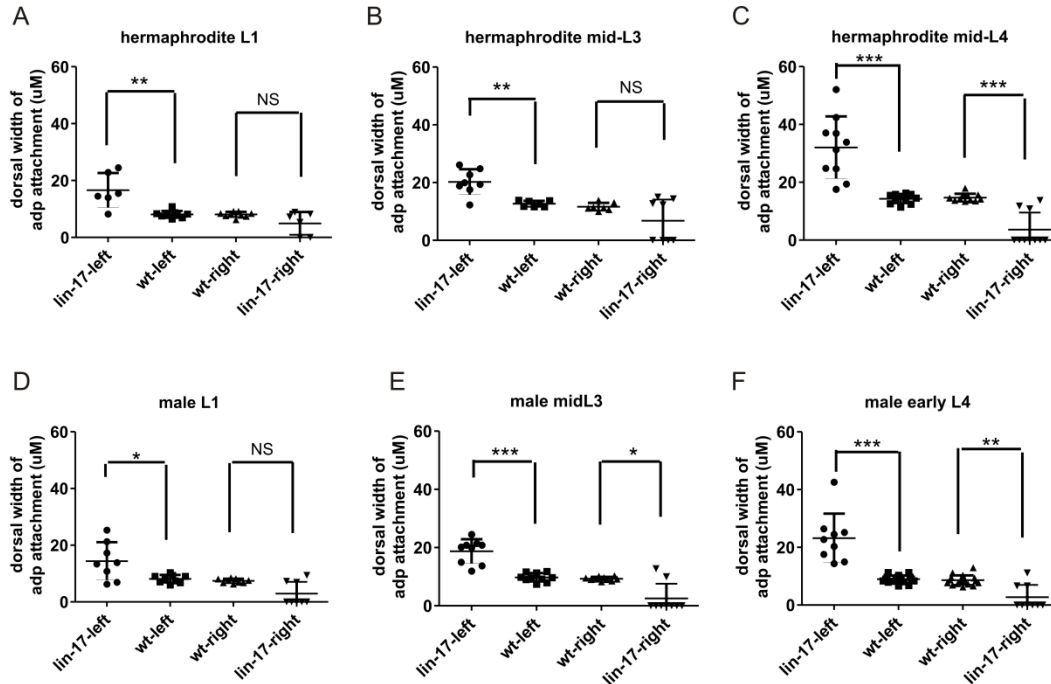 A
hermaphrodite L1
dorsal width of
adp attachment (uM)
60
40
20
0
**
NS
lin-17-left
wt-left
wt-right
lin-17-right
B
hermaphrodite mid-L3
dorsal width of
adp attachment (uM)
60
40
20
0
**
NS
lin-17-left
wt-left
wt-right
lin-17-right
C
hermaphrodite mid-L4
dorsal width of
adp attachment (uM)
60
40
20
0
***
***
lin-17-left
wt-left
wt-right
lin-17-right
D
male L1
dorsal width of
adp attachment (uM)
60
40
20
0
*
NS
lin-17-left
wt-left
wt-right
lin-17-right
E
male midL3
dorsal width of
adp attachment (uM)
60
40
20
0
***
*
lin-17-left
wt-left
wt-right
lin-17-right
F
male early L4
dorsal width of
adp attachment (uM)
60
40
20
0
***
**
lin-17-left
wt-left
wt-right
lin-17-right